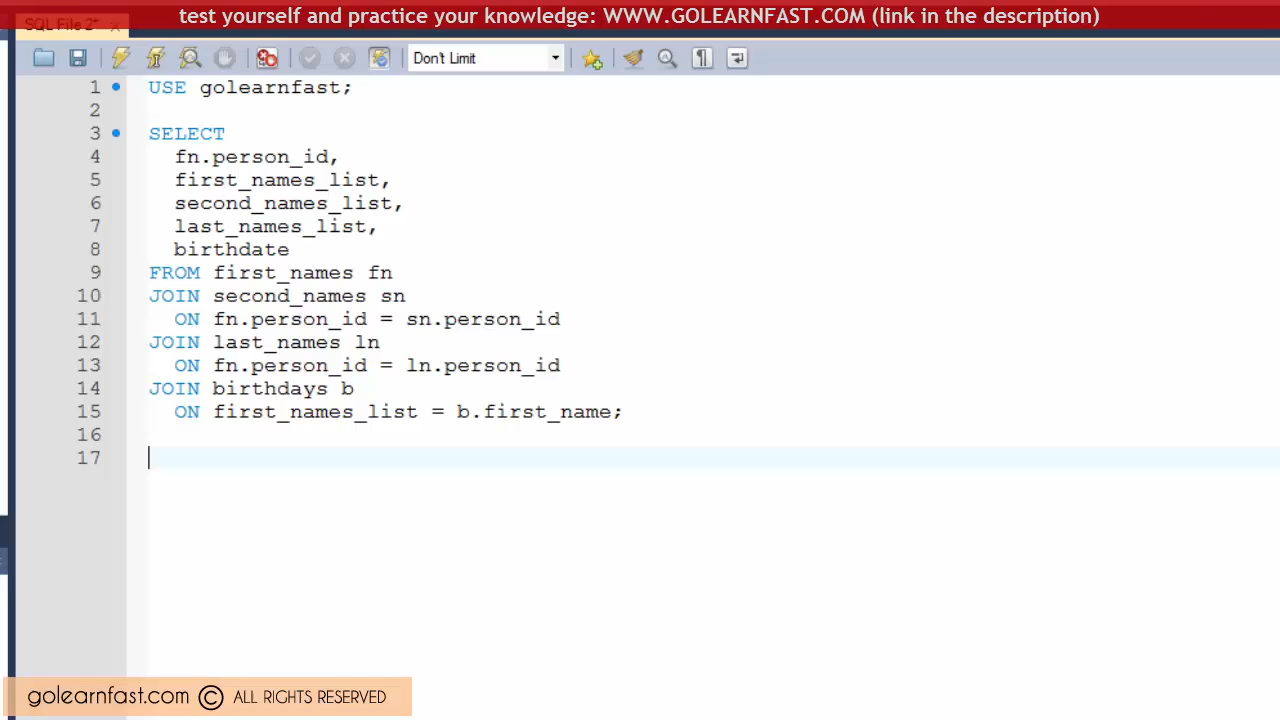 test yourself and practice your knowledge: WWW.GOLEARNFAST.COM (link in the description)
SQL File 2* ×
Don't Limit
1 USE golearnfast;
2
3 SELECT
4 fn.person_id,
5 first_names_list,
6 second_names_list,
7 last_names_list,
8 birthdate
9 FROM first_names fn
10 JOIN second_names sn
11 ON fn.person_id = sn.person_id
12 JOIN last_names ln
13 ON fn.person_id = ln.person_id
14 JOIN birthdays b
15 ON first_names_list = b.first_name;
16
17
golearnfast.com © ALL RIGHTS RESERVED